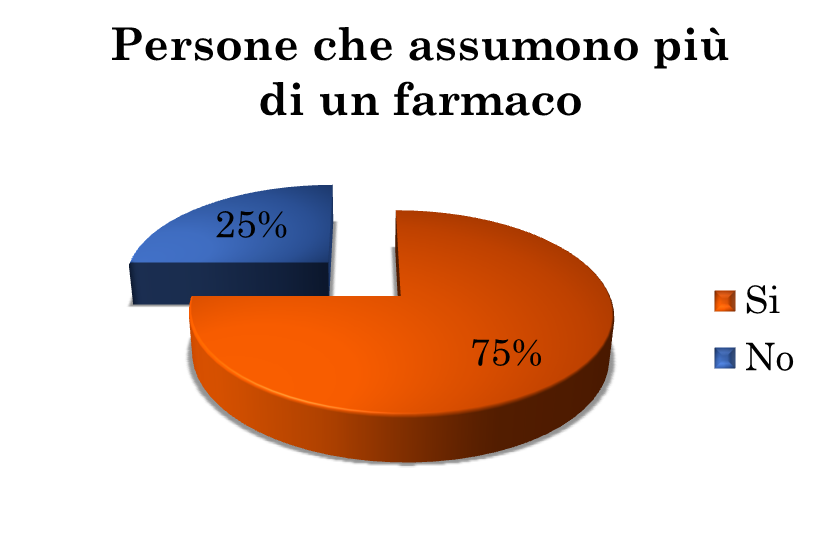 Persone che assumono più
di un farmaco
25%
75%
Si
No